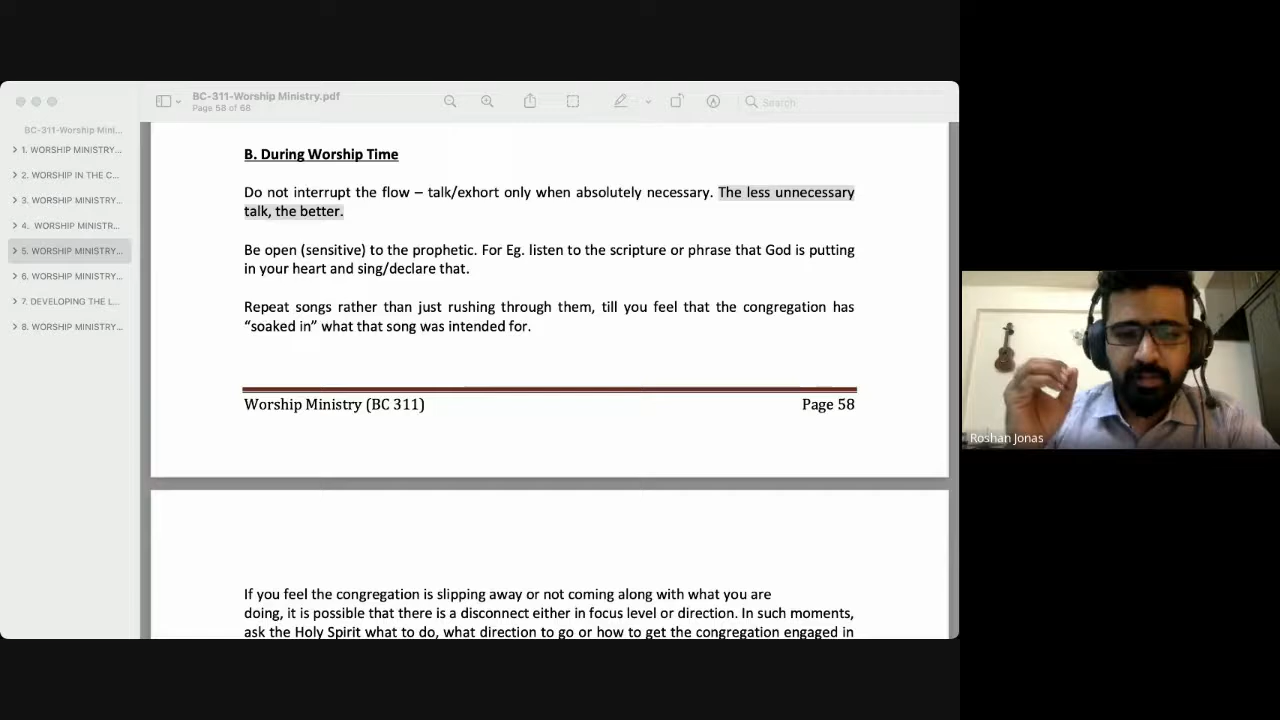 BC-311-Worship Ministry.pdf
Page 58 of 68
Search
BC-311-Worship Mini...
1. WORSHIP MINISTRY...
2. WORSHIP IN THE C...
3. WORSHIP MINISTRY...
4. WORSHIP MINISTR...
5. WORSHIP MINISTRY...
6. WORSHIP MINISTRY...
7. DEVELOPING THE L...
8. WORSHIP MINISTRY...
B. During Worship Time
Do not interrupt the flow – talk/exhort only when absolutely necessary. The less unnecessary
talk, the better.
Be open (sensitive) to the prophetic. For Eg. listen to the scripture or phrase that God is putting
in your heart and sing/declare that.
Repeat songs rather than just rushing through them, till you feel that the congregation has
“soaked in” what that song was intended for.
Worship Ministry (BC 311) Page 58
If you feel the congregation is slipping away or not coming along with what you are
doing, it is possible that there is a disconnect either in focus level or direction. In such moments,
ask the Holy Spirit what to do, what direction to go or how to get the congregation engaged in
Roshan Jonas